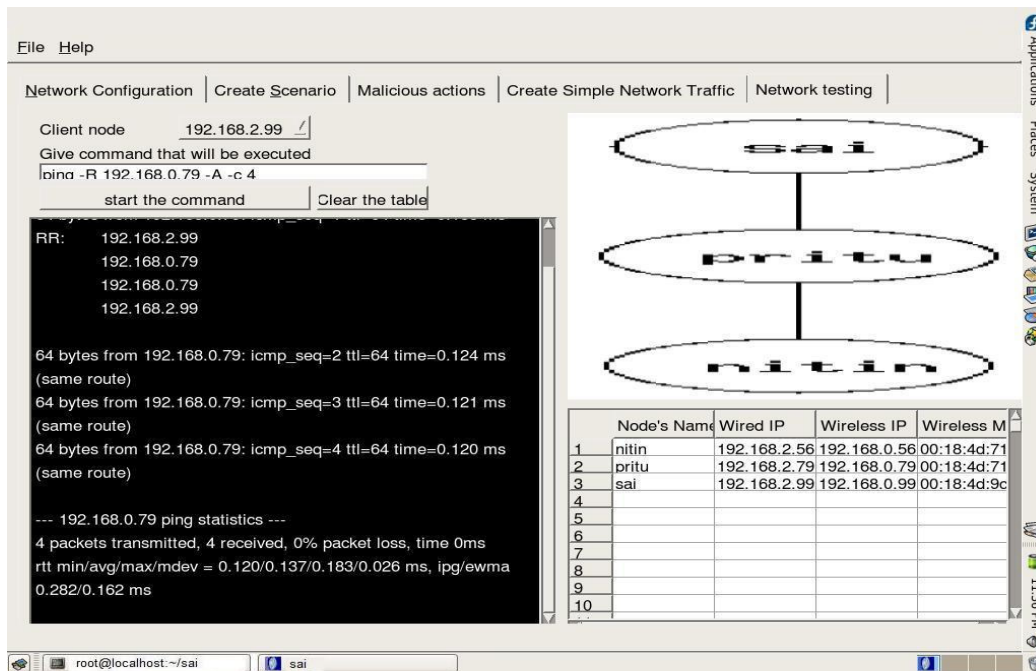 File Help
Network Configuration Create Scenario Malicious actions Create Simple Network Traffic Network testing
Client node 192.168.2.99
Give command that will be executed
ping -R 192.168.0.79 -A -c 4
start the command Clear the table
RR: 192.168.2.99
192.168.0.79
192.168.0.79
192.168.2.99
64 bytes from 192.168.0.79: icmp_seq=2 ttl=64 time=0.124 ms
(same route)
64 bytes from 192.168.0.79: icmp_seq=3 ttl=64 time=0.121 ms
(same route)
64 bytes from 192.168.0.79: icmp_seq=4 ttl=64 time=0.120 ms
(same route)
--- 192.168.0.79 ping statistics ---
4 packets transmitted, 4 received, 0% packet loss, time 0ms
rtt min/avg/max/mdev = 0.120/0.137/0.183/0.026 ms, ipg/ewma
0.282/0.162 ms
sai
pritu
nitin
Node's Name Wired IP Wireless IP Wireless M
1 nitin 192.168.2.56 192.168.0.56 00:18:4d:71
2 pritu 192.168.2.79 192.168.0.79 00:18:4d:71
3 sai 192.168.2.99 192.168.0.99 00:18:4d:9c
4
5
6
7
8
9
10
Applications Places System
root@localhost:~/sai sai